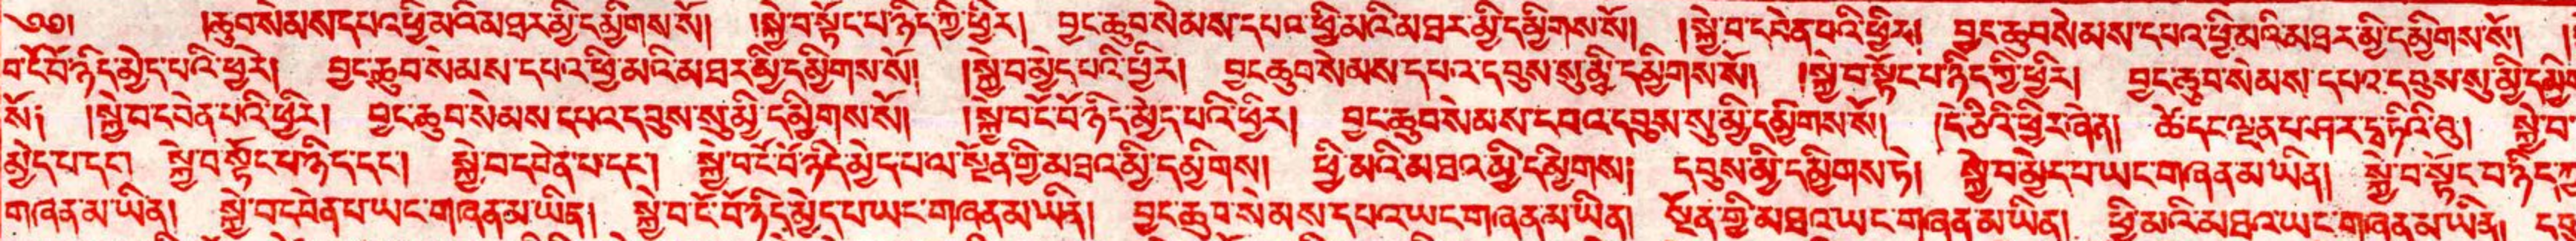 ༄༅། །ཆུབ་སེམས་དཔའ་ཕྱི་མའི་མཐར་མྱི་དམྱིགས་སོ། །སྐྱེ་བ་སྟོང་པ་ཉིད་ཀྱི་ཕྱིར། བྱང་ཆུབ་སེམས་དཔའ་ཕྱི་མའི་མཐར་མྱི་དམྱིགས་སོ། །སྐྱེ་བ་དབེན་པའི་ཕྱིར། བྱང་ཆུབ་སེམས་དཔའ་ཕྱི་མའི་མཐར་མྱི་དམྱིགས་སོ། །
བ་ངོ་བོ་ཉིད་མྱེད་པའི་ཕྱིར། བྱང་ཆུབ་སེམས་དཔའ་ཕྱི་མའི་མཐར་མྱི་དམྱིགས་སོ། །སྐྱེ་བ་མྱེད་པའི་ཕྱིར། བྱང་ཆུབ་སེམས་དཔའ་དབུས་སུ་མྱི་དམྱིགས་སོ། །སྐྱེ་བ་སྟོང་པ་ཉིད་ཀྱི་ཕྱིར། བྱང་ཆུབ་སེམས་དཔའ་དབུས་སུ་མྱི་དམྱི
སོ། །སྐྱེ་བ་དབེན་པའི་ཕྱིར། བྱང་ཆུབ་སེམས་དཔའ་དབུས་སུ་མྱི་དམྱིགས་སོ། །སྐྱེ་བ་ངོ་བོ་ཉིད་མྱེད་པའི་ཕྱིར། བྱང་ཆུབ་སེམས་དཔའ་དབུས་སུ་མྱི་དམྱིགས་སོ། །དེ་ཅིའི་ཕྱིར་ཞེ་ན། ཚེ་དང་ལྡན་པ་ཤ་ར་དྭ་ཏིའི་བུ། སྐྱེ་བ
མྱེད་པ་དང༌། སྐྱེ་བ་སྟོང་པ་ཉིད་དང༌། སྐྱེ་བ་དབེན་པ་དང༌། སྐྱེ་བ་ངོ་བོ་ཉིད་མྱེད་པ་ལ་སྔོན་གྱི་མཐའ་མྱི་དམྱིགས། ཕྱི་མའི་མཐའ་མྱི་དམྱིགས། དབུས་མྱི་དམྱིགས་ཏེ། སྐྱེ་བ་མྱེད་པ་ཡང་གཞན་མ་ཡིན། སྐྱེ་བ་སྟོང་པ་ཉིད་
གཞན་མ་ཡིན། སྐྱེ་བ་དབེན་པ་ཡང་གཞན་མ་ཡིན། སྐྱེ་བ་ངོ་བོ་ཉིད་མྱེད་པ་ཡང་གཞན་མ་ཡིན། བྱང་ཆུབ་སེམས་དཔའ་ཡང་གཞན་མ་ཡིན། སྔོན་གྱི་མཐའ་ཡང་གཞན་མ་ཡིན། ཕྱི་མའི་མཐའ་ཡང་གཞན་མ་ཡིན།